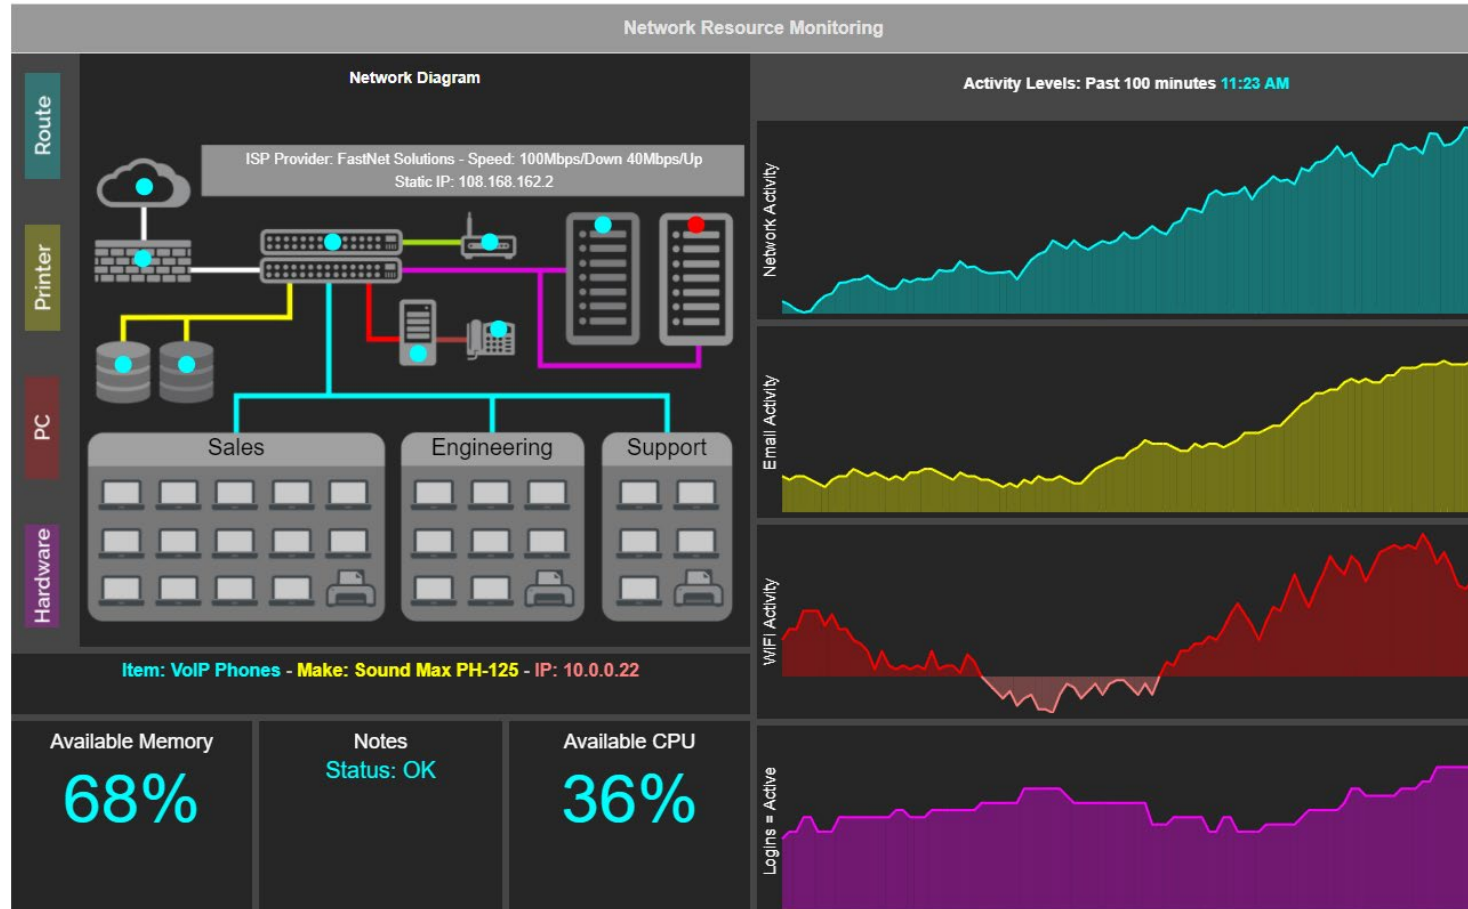 Network Resource Monitoring
Route
Printer
PC
Hardware
Network Diagram
ISP Provider: FastNet Solutions - Speed: 100Mbps/Down 40Mbps/Up
Static IP: 108.168.162.2
Sales
Engineering
Support
Item: VoIP Phones - Make: Sound Max PH-125 - IP: 10.0.0.22
Available Memory
68%
Notes
Status: OK
Available CPU
36%
Activity Levels: Past 100 minutes 11:23 AM
Network Activity
Email Activity
WiFi Activity
Logins = Active